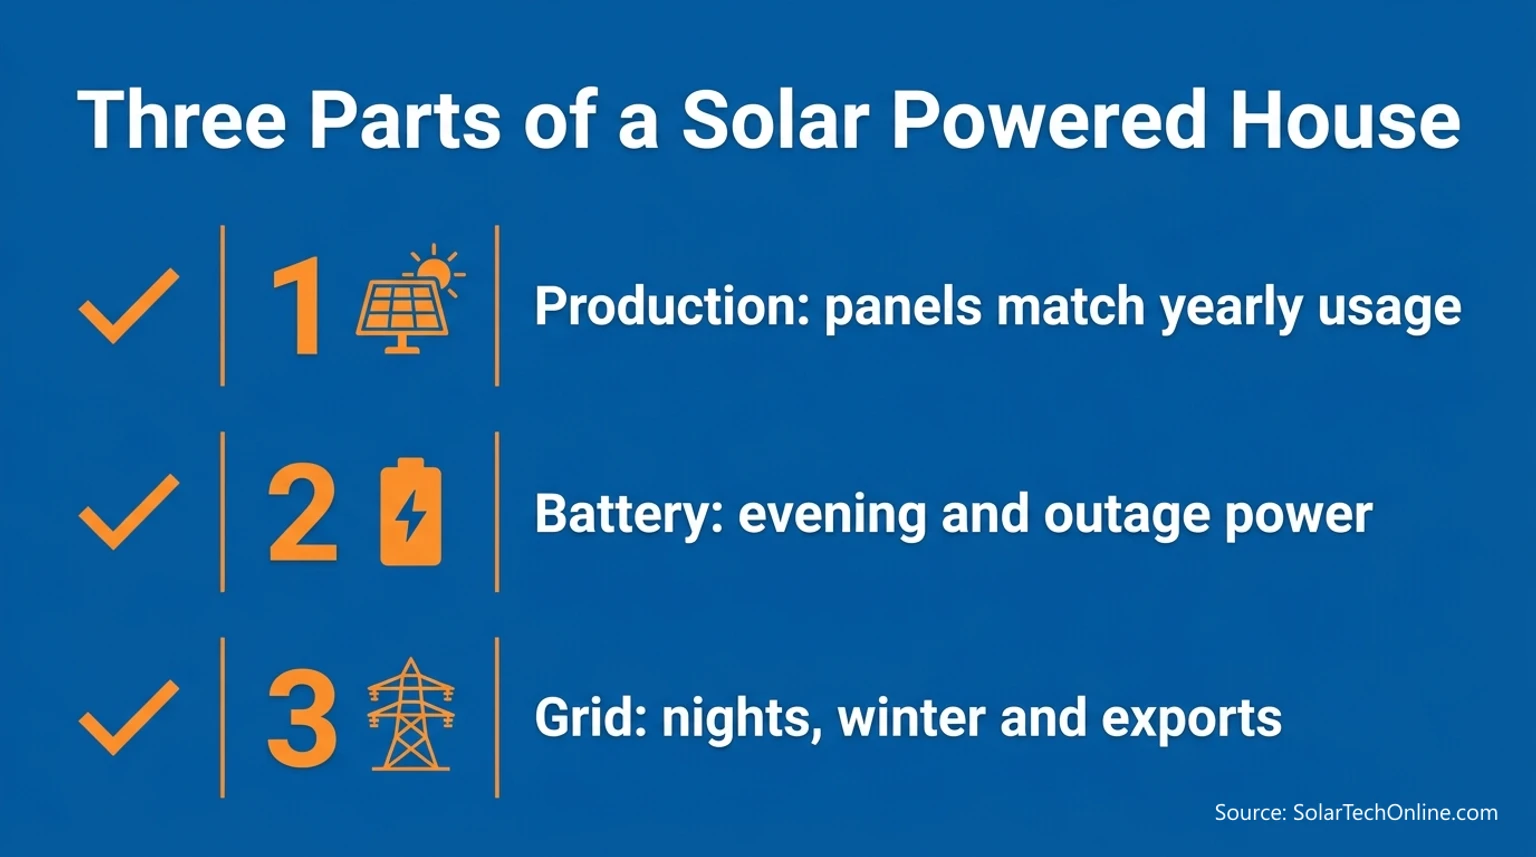 Three Parts of a Solar Powered House
1
Production: panels match yearly usage
2
Battery: evening and outage power
3
Grid: nights, winter and exports
Source: SolarTechOnline.com